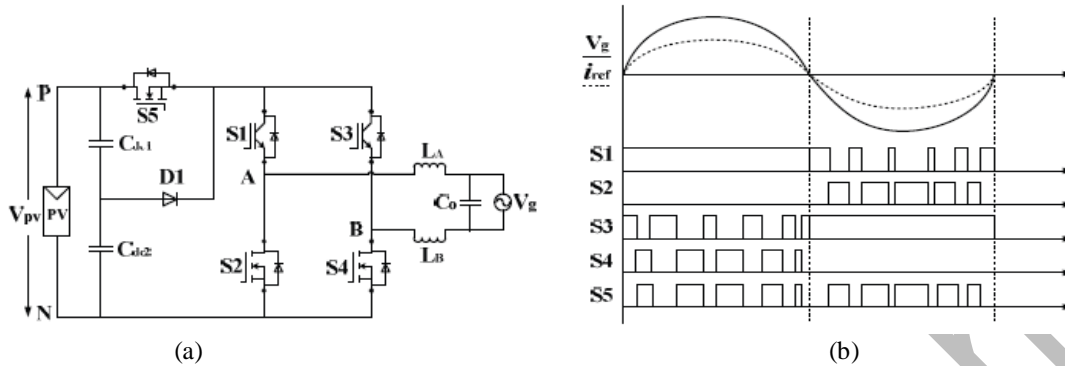 P
S5
S1
S3
Cdc1
LA
A
D1
Vpv
PV
Co
Vg
B
Cdc2
S2
S4
LB
N
(a)
Vg
iref
S1
S2
S3
S4
S5
(b)